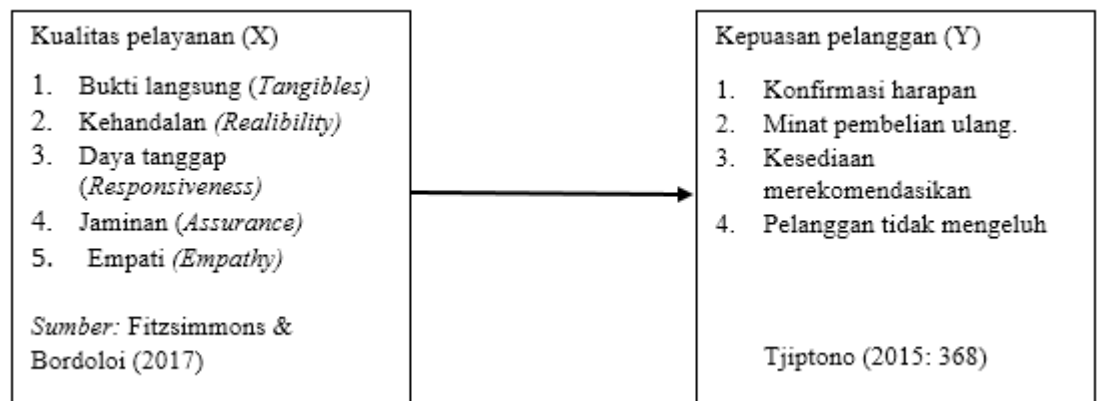 Kualitas pelayanan (X)
1. Bukti langsung (Tangibles)
2. Kehandalan (Realibility)
3. Daya tanggap
(Responsiveness)
4. Jaminan (Assurance)
5. Empati (Empathy)
Sumber: Fitzsimmons &
Bordoloi (2017)
Kepuasan pelanggan (Y)
1. Konfirmasi harapan
2. Minat pembelian ulang.
3. Kesediaan
merekomendasikan
4. Pelanggan tidak mengeluh
Tjiptono (2015: 368)